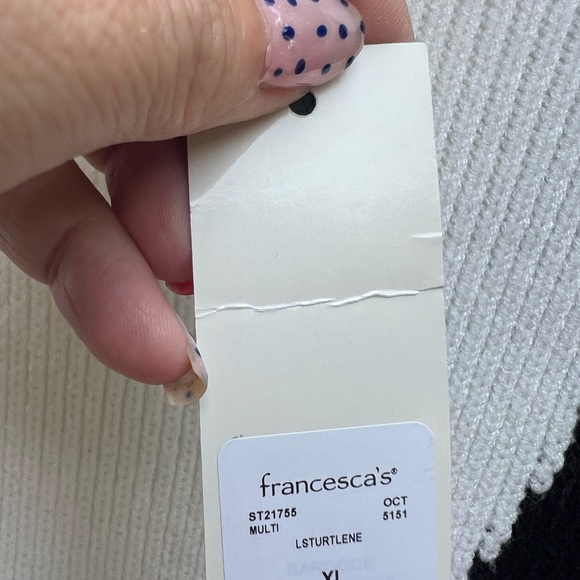 francesca's®
ST21755 OCT
MULTI 5151
LSTURTLENE
XL